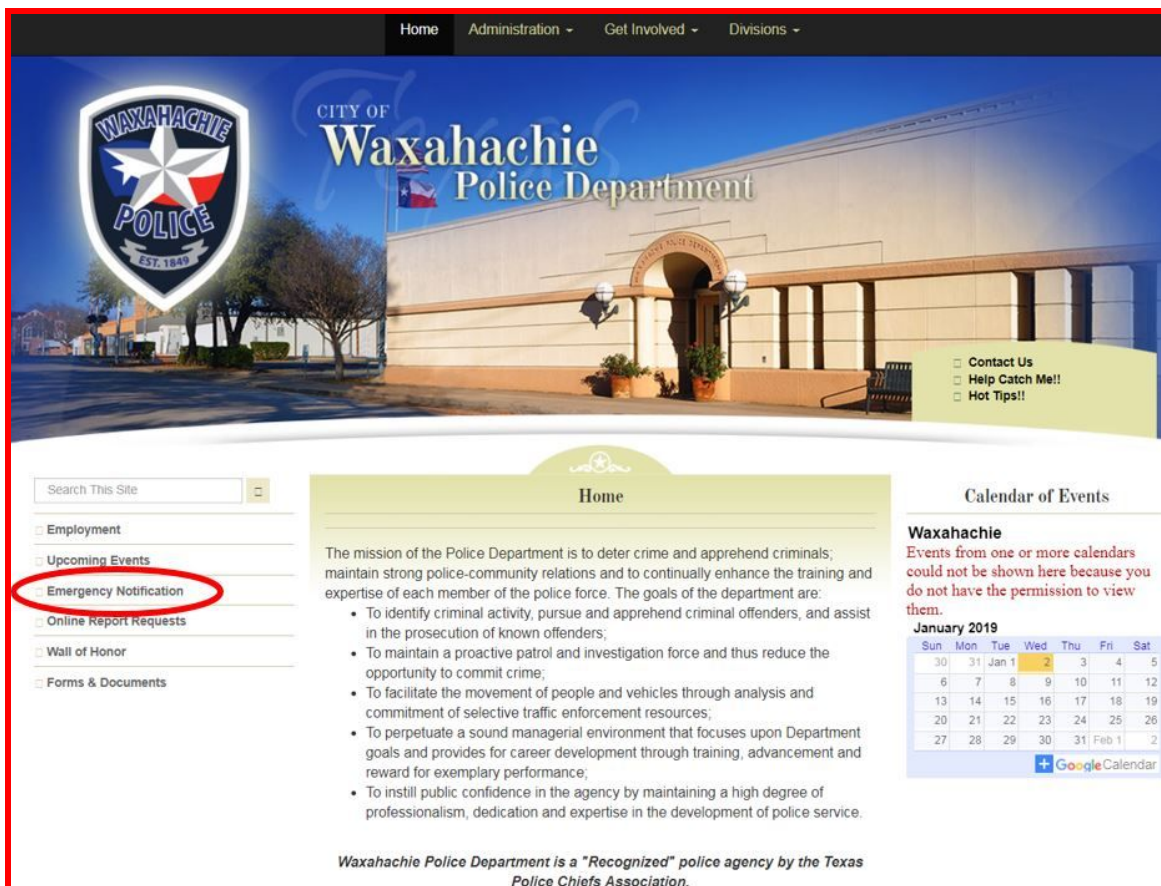 Home Administration Get Involved Divisions
WAXAHACHIE
POLICE
EST. 1849
Texas
CITY OF
Waxahachie
Police Department
WAXAHACHIE POLICE DEPARTMENT
Contact Us
Help Catch Me!!
Hot Tips!!
Search This Site
Employment
Upcoming Events
Emergency Notification
Online Report Requests
Wall of Honor
Forms & Documents
Home
The mission of the Police Department is to deter crime and apprehend criminals;
maintain strong police-community relations and to continually enhance the training and
expertise of each member of the police force. The goals of the department are:
• To identify criminal activity, pursue and apprehend criminal offenders, and assist
in the prosecution of known offenders;
• To maintain a proactive patrol and investigation force and thus reduce the
opportunity to commit crime;
• To facilitate the movement of people and vehicles through analysis and
commitment of selective traffic enforcement resources;
• To perpetuate a sound managerial environment that focuses upon Department
goals and provides for career development through training, advancement and
reward for exemplary performance;
• To instill public confidence in the agency by maintaining a high degree of
professionalism, dedication and expertise in the development of police service.
Waxahachie Police Department is a "Recognized" police agency by the Texas
Police Chiefs Association.
Calendar of Events
Waxahachie
Events from one or more calendars
could not be shown here because you
do not have the permission to view
them.
January 2019
Sun Mon Tue Wed Thu Fri Sat
30 31 Jan 1 2 3 4 5
6 7 8 9 10 11 12
13 14 15 16 17 18 19
20 21 22 23 24 25 26
27 28 29 30 31 Feb 1 2
+ Google Calendar